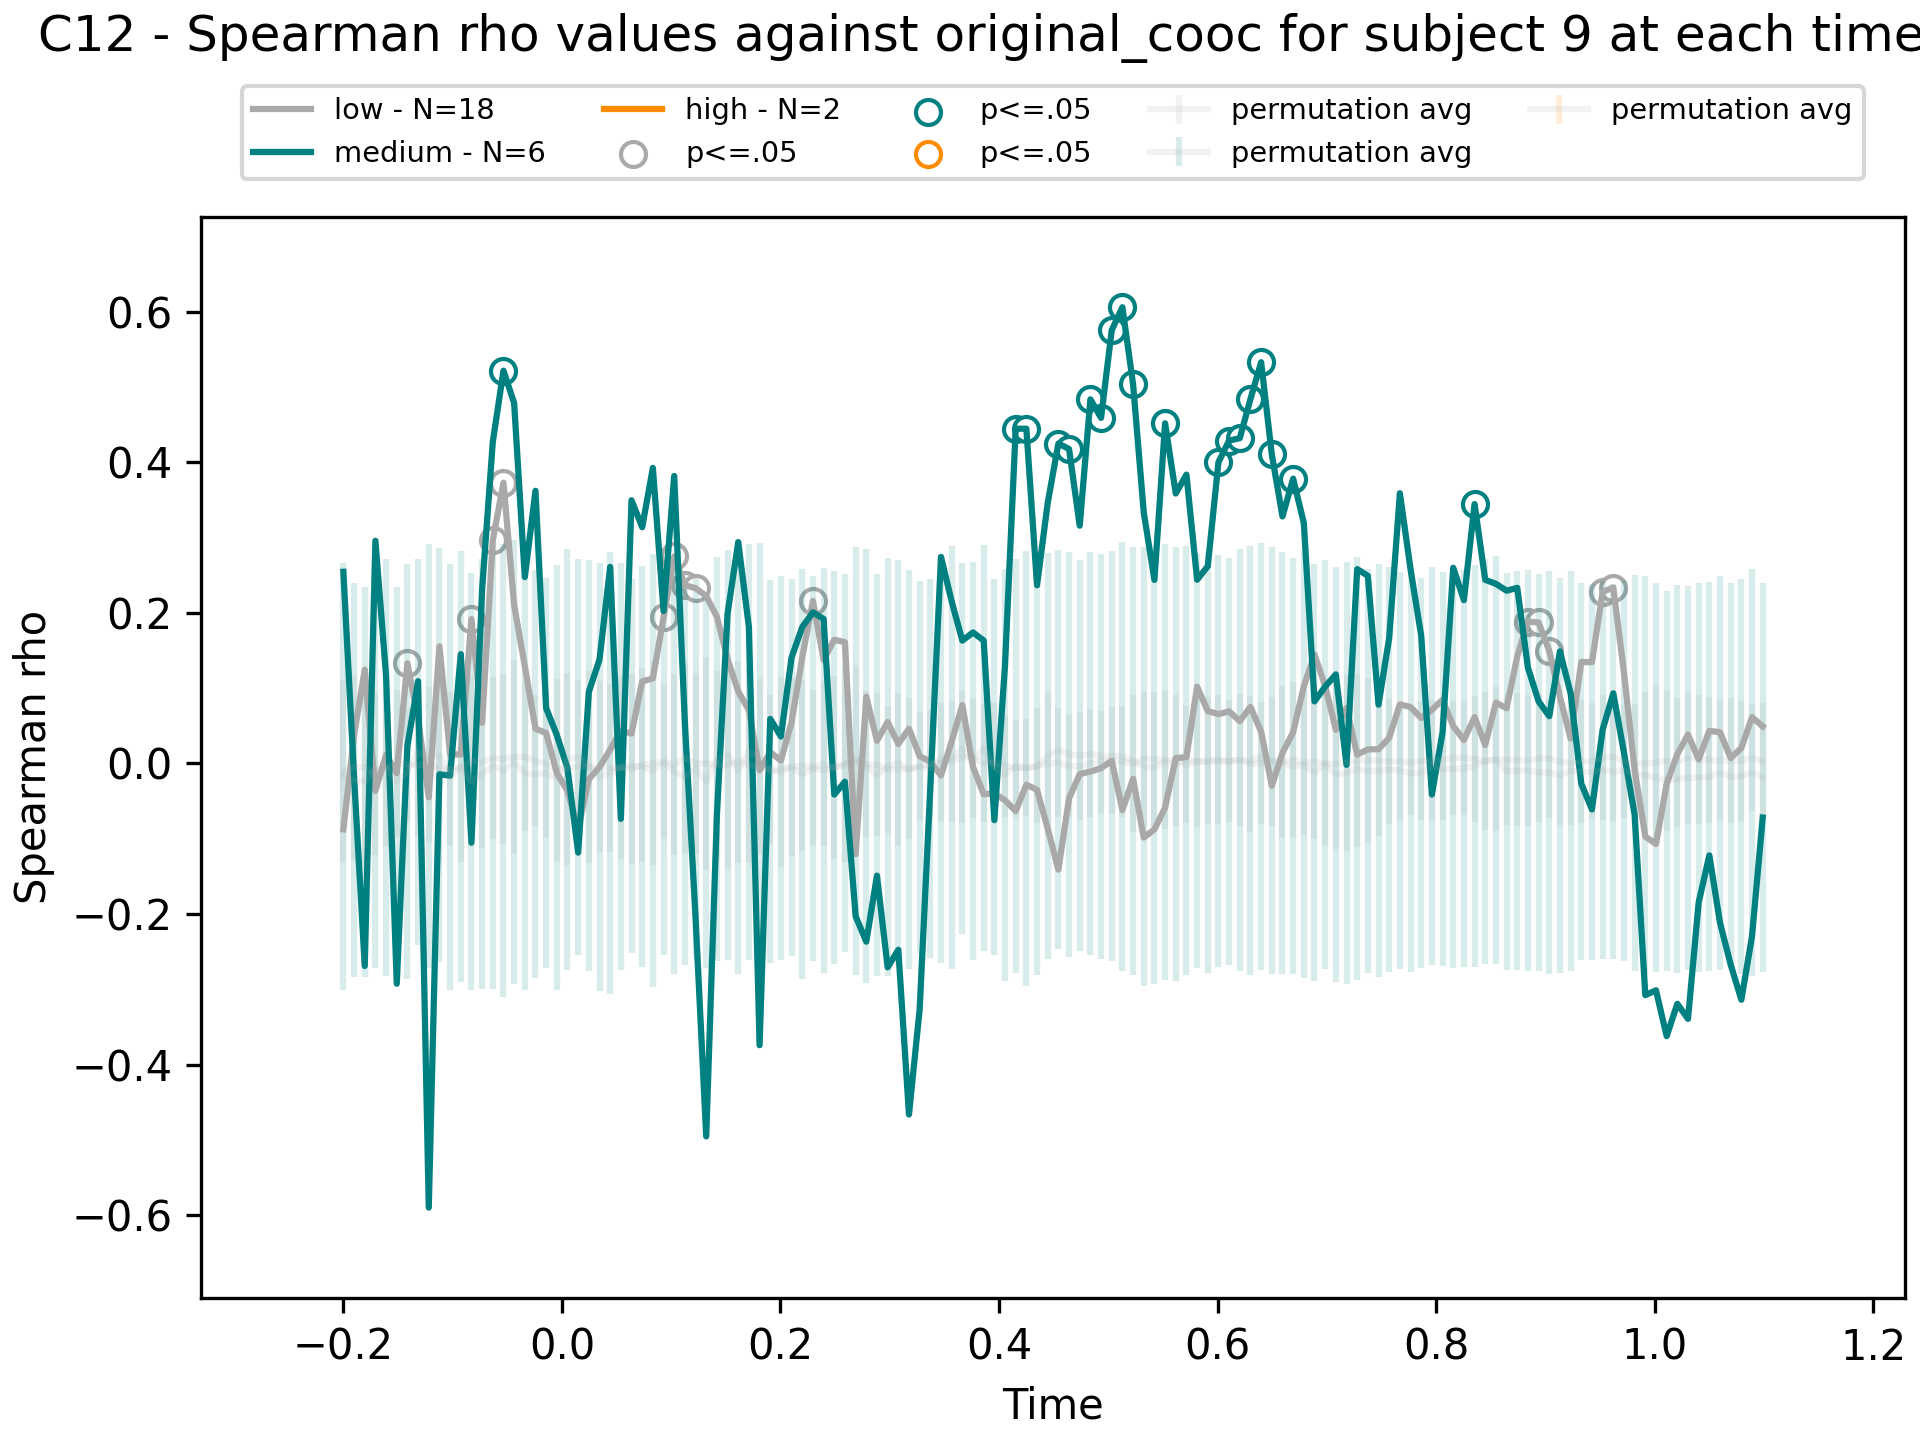 C12 - Spearman rho values against original_cooc for subject 9 at each time
low - N=18 high - N=2 p<=.05 permutation avg permutation avg
medium - N=6 p<=.05 p<=.05 permutation avg
Spearman rho
0.6
0.4
0.2
0.0
−0.2
−0.4
−0.6
−0.2 0.0 0.2 0.4 0.6 0.8 1.0 1.2
Time